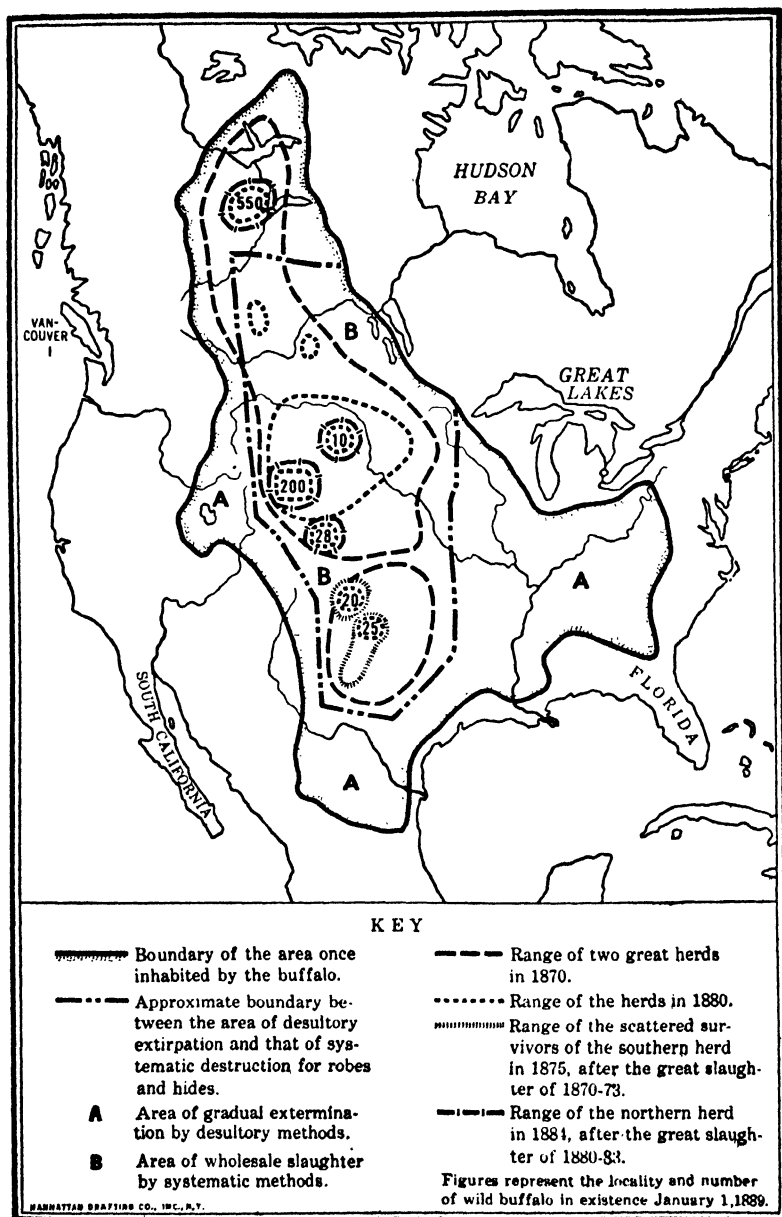 HUDSON
BAY
550
VAN-
COUVER
I
B
GREAT
LAKES
10
A
200
28
A
B
20
25
FLORIDA
SOUTH CALIFORNIA
A
KEY
Boundary of the area once
inhabited by the buffalo.
Approximate boundary be-
tween the area of desultory
extirpation and that of sys-
tematic destruction for robes
and hides.
A Area of gradual extermina-
tion by desultory methods.
B Area of wholesale slaughter
by systematic methods.
Range of two great herds
in 1870.
Range of the herds in 1880.
Range of the scattered sur-
vivors of the southern herd
in 1875, after the great slaugh-
ter of 1870-73.
Range of the northern herd
in 1884, after the great slaugh-
ter of 1880-83.
Figures represent the locality and number
of wild buffalo in existence January 1,1889.
MANHATTAN DRAFTING CO., INC., N.Y.